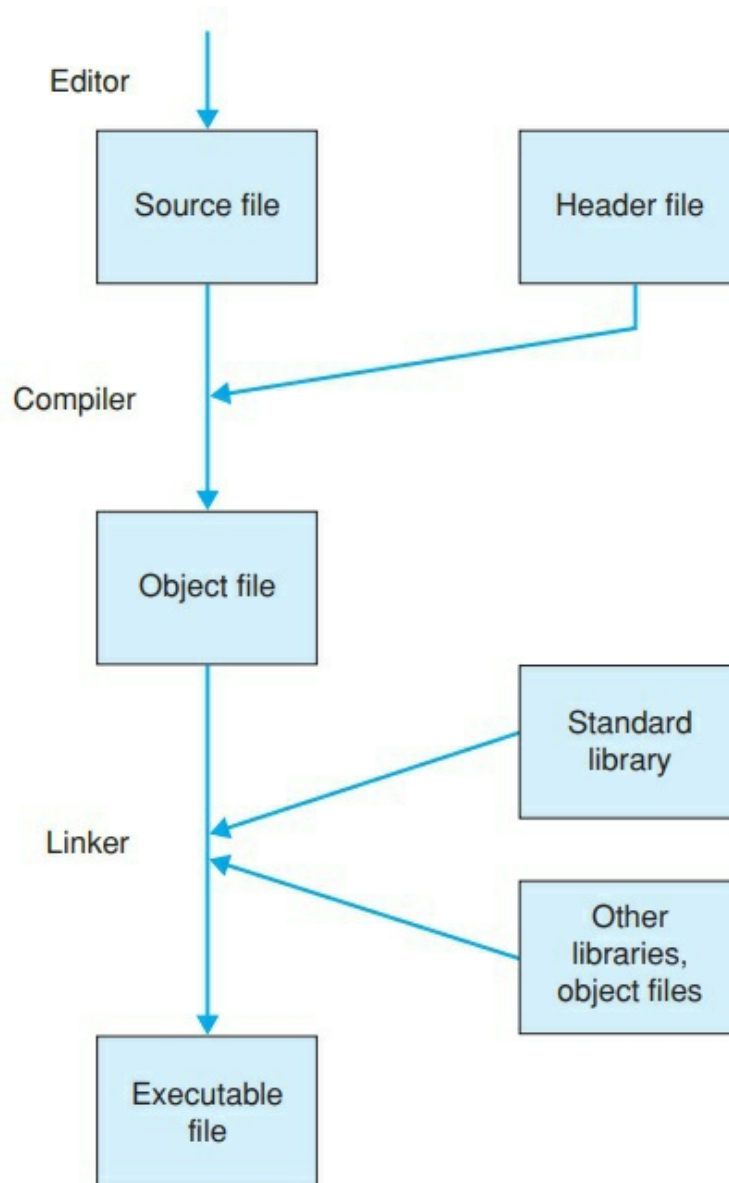 Editor
Source file
Header file
Compiler
Object file
Standard
library
Linker
Other
libraries,
object files
Executable
file